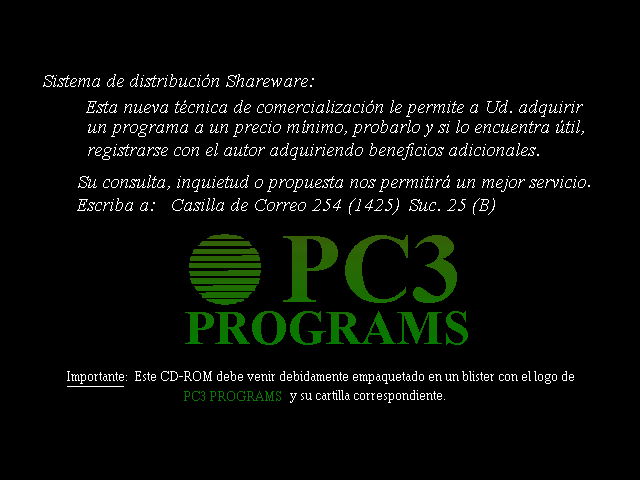 Sistema de distribución Shareware:
Esta nueva técnica de comercialización le permite a Ud. adquirir
un programa a un precio mínimo, probarlo y si lo encuentra útil,
registrarse con el autor adquiriendo beneficios adicionales.
Su consulta, inquietud o propuesta nos permitirá un mejor servicio.
Escriba a: Casilla de Correo 254 (1425) Suc. 25 (B)
PC3
PROGRAMS
Importante: Este CD-ROM debe venir debidamente empaquetado en un blister con el logo de
PC3 PROGRAMS y su cartilla correspondiente.